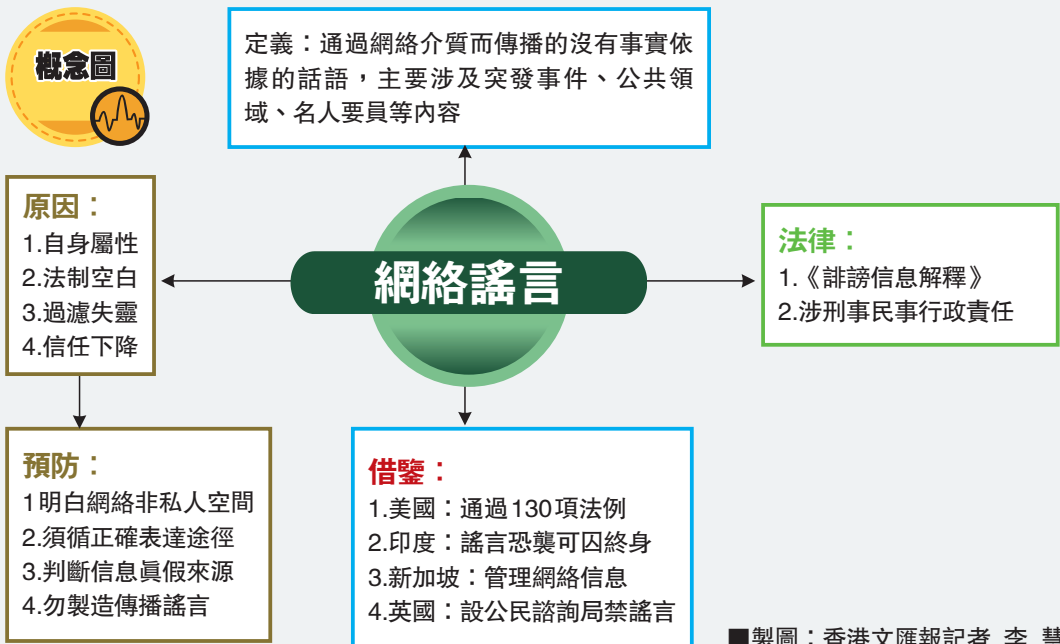 概念圖
定義：通過網絡介質而傳播的沒有事實依
據的話語，主要涉及突發事件、公共領
域、名人要員等內容
原因：
1.自身屬性
2.法制空白
3.過濾失靈
4.信任下降
網絡謠言
法律：
1.《誹謗信息解釋》
2.涉刑事民事行政責任
預防：
1明白網絡非私人空間
2.須循正確表達途徑
3.判斷信息眞假來源
4.勿製造傳播謠言
借鑒：
1.美國：通過130項法例
2.印度：謠言恐襲可囚終身
3.新加坡：管理網絡信息
4.英國：設公民諮詢局禁謠言
■製圖：香港文匯報記者 李 慧